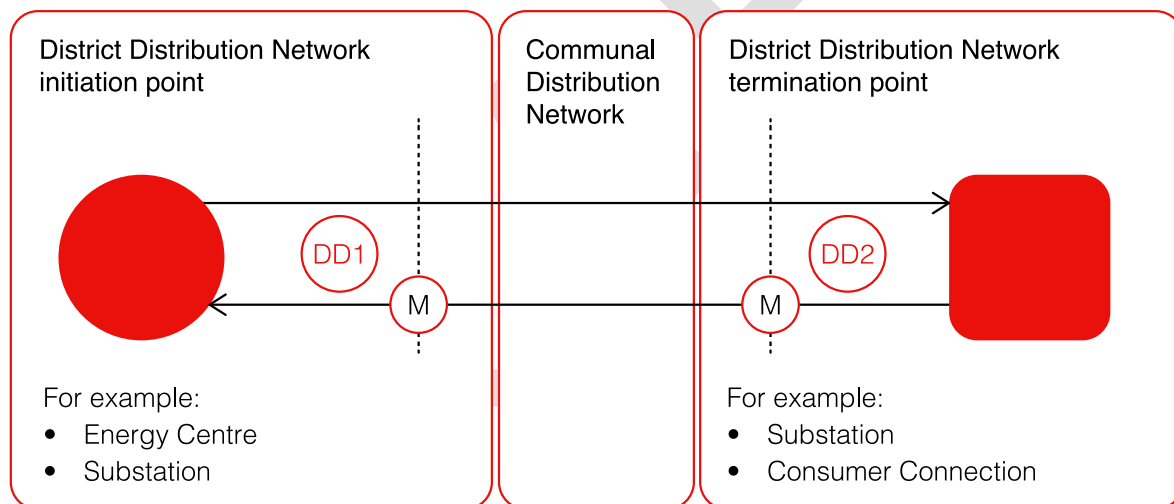 District Distribution Network
initiation point
Communal
Distribution
Network
District Distribution Network
termination point
DD1
DD2
M
M
For example:
• Energy Centre
• Substation
For example:
• Substation
• Consumer Connection